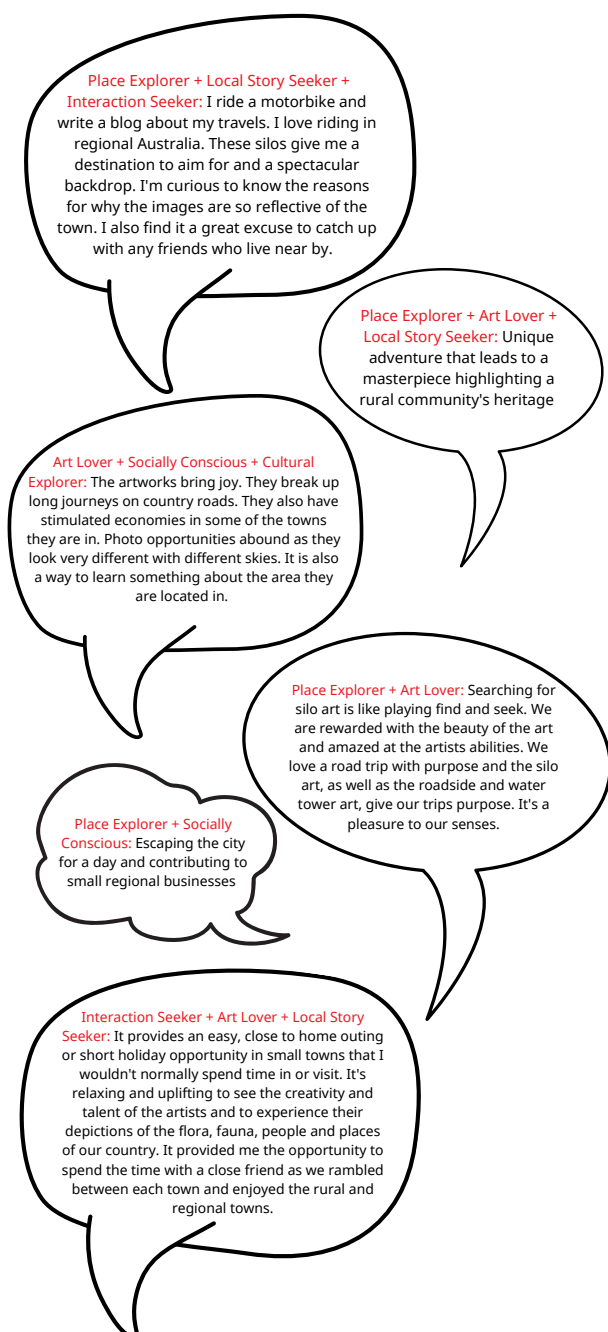 Place Explorer + Local Story Seeker +
Interaction Seeker: I ride a motorbike and
write a blog about my travels. I love riding in
regional Australia. These silos give me a
destination to aim for and a spectacular
backdrop. I'm curious to know the reasons
for why the images are so reflective of the
town. I also find it a great excuse to catch up
with any friends who live near by.
Place Explorer + Art Lover +
Local Story Seeker: Unique
adventure that leads to a
masterpiece highlighting a
rural community's heritage
Art Lover + Socially Conscious + Cultural
Explorer: The artworks bring joy. They break up
long journeys on country roads. They also have
stimulated economies in some of the towns
they are in. Photo opportunities abound as they
look very different with different skies. It is also
a way to learn something about the area they
are located in.
Place Explorer + Art Lover: Searching for
silo art is like playing find and seek. We
are rewarded with the beauty of the art
and amazed at the artists abilities. We
love a road trip with purpose and the silo
art, as well as the roadside and water
tower art, give our trips purpose. It's a
pleasure to our senses.
Place Explorer + Socially
Conscious: Escaping the city
for a day and contributing to
small regional businesses
Interaction Seeker + Art Lover + Local Story
Seeker: It provides an easy, close to home outing
or short holiday opportunity in small towns that I
wouldn't normally spend time in or visit. It's
relaxing and uplifting to see the creativity and
talent of the artists and to experience their
depictions of the flora, fauna, people and places
of our country. It provided me the opportunity to
spend the time with a close friend as we rambled
between each town and enjoyed the rural and
regional towns.